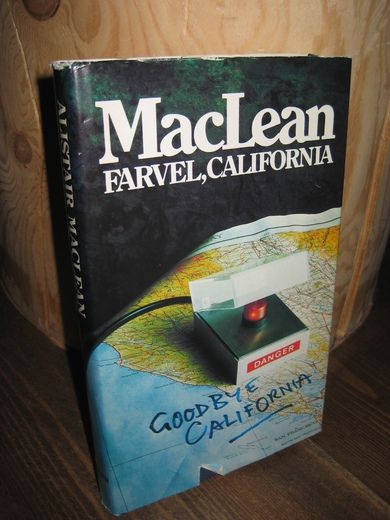 ALISTAIR MACLEAN
MacLean
FARVEL, CALIFORNIA
DANGER
GOODBYE
CALIFORNIA